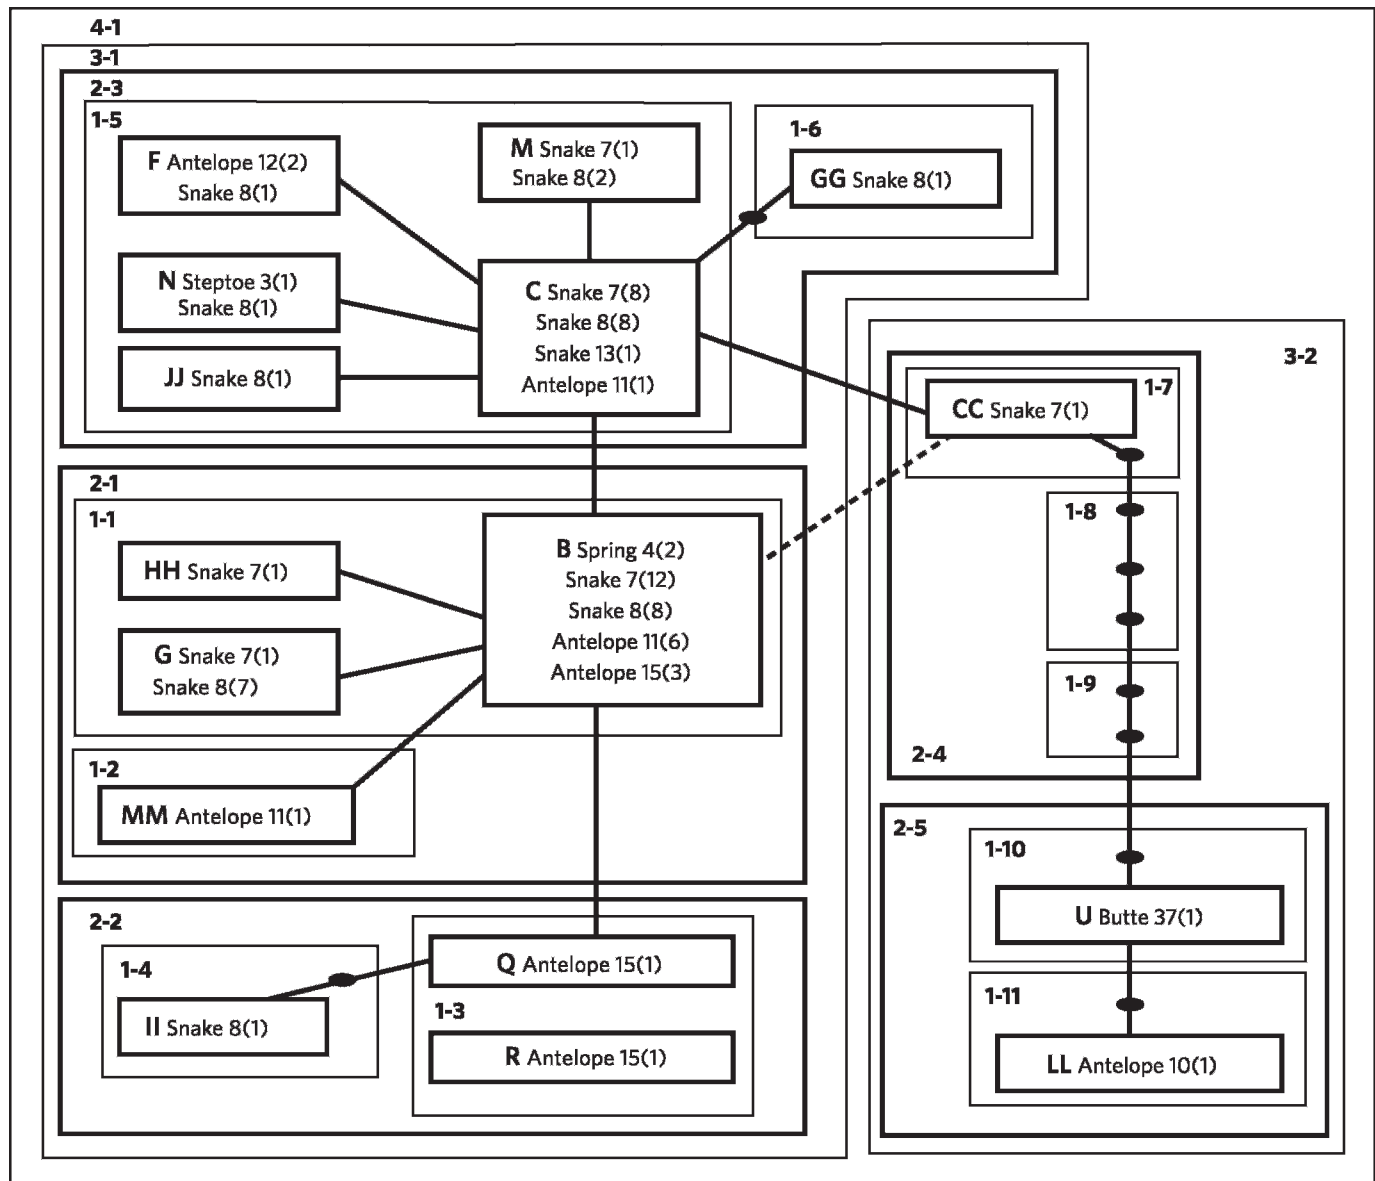 4-1
3-1
2-3
1-5
F Antelope 12(2)
Snake 8(1)
M Snake 7(1)
Snake 8(2)
1-6
GG Snake 8(1)
N Steptoe 3(1)
Snake 8(1)
JJ Snake 8(1)
C Snake 7(8)
Snake 8(8)
Snake 13(1)
Antelope 11(1)
3-2
1-7
CC Snake 7(1)
1-8
1-9
2-4
2-1
1-1
HH Snake 7(1)
G Snake 7(1)
Snake 8(7)
B Spring 4(2)
Snake 7(12)
Snake 8(8)
Antelope 11(6)
Antelope 15(3)
1-2
MM Antelope 11(1)
2-2
1-4
II Snake 8(1)
Q Antelope 15(1)
1-3
R Antelope 15(1)
2-5
1-10
U Butte 37(1)
1-11
LL Antelope 10(1)